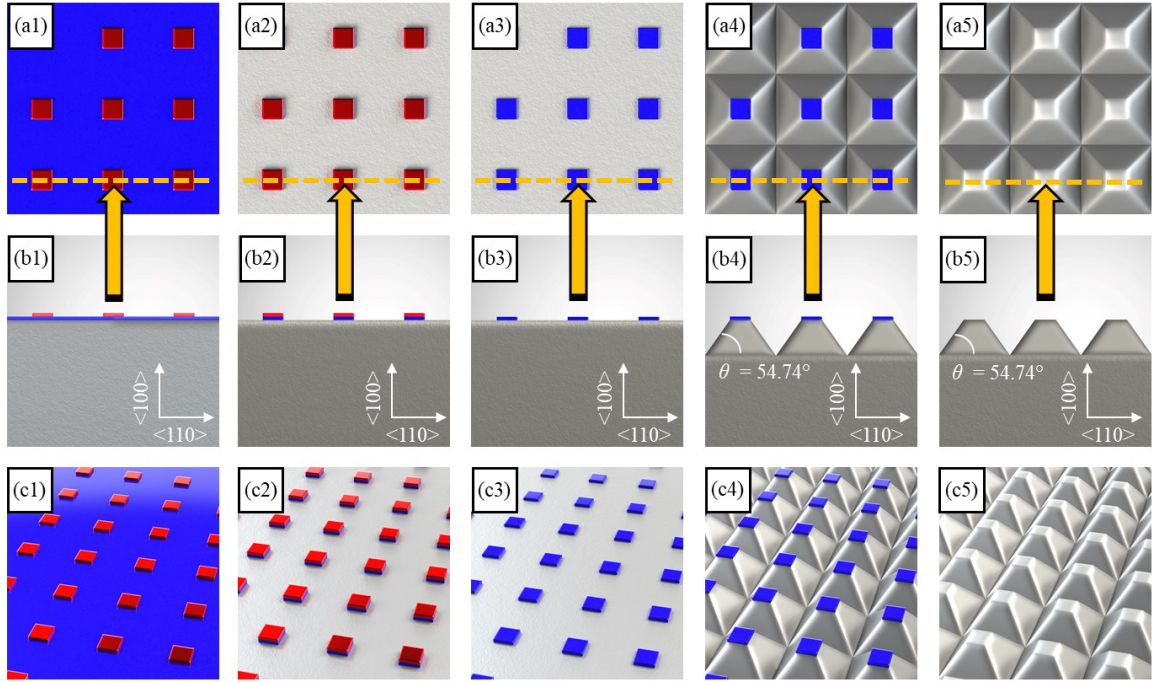 (a1) (a2) (a3) (a4) (a5)
(b1) (b2) (b3) (b4) (b5)
θ = 54.74° θ = 54.74°
<100> <100> <100> <100> <100>
<110> <110> <110> <110> <110>
(c1) (c2) (c3) (c4) (c5)